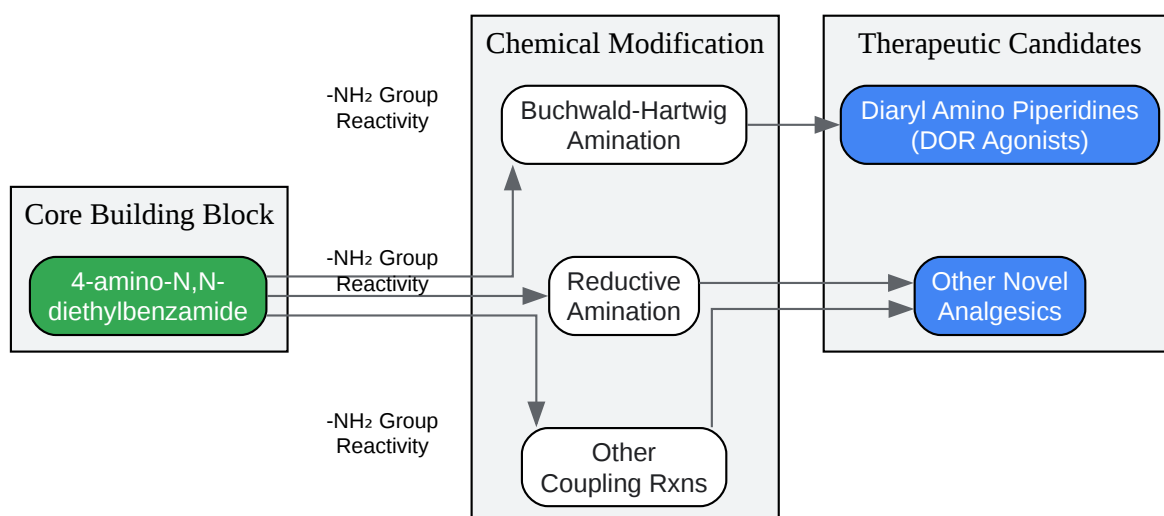 Core Building Block
4-amino-N,N-
diethylbenzamide
-NH₂ Group
Reactivity
-NH₂ Group
Reactivity
-NH₂ Group
Reactivity
Chemical Modification
Buchwald-Hartwig
Amination
Reductive
Amination
Other
Coupling Rxns
Therapeutic Candidates
Diaryl Amino Piperidines
(DOR Agonists)
Other Novel
Analgesics